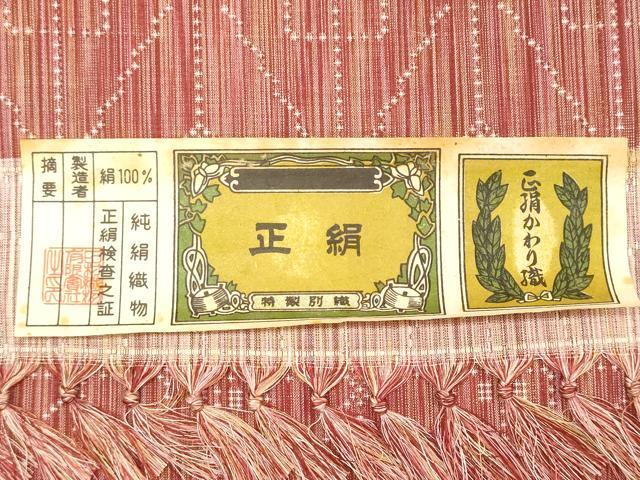 摘要
製造者
絹100%
正絹検査之証
純絹織物
正絹
特製別織
正絹かわり織